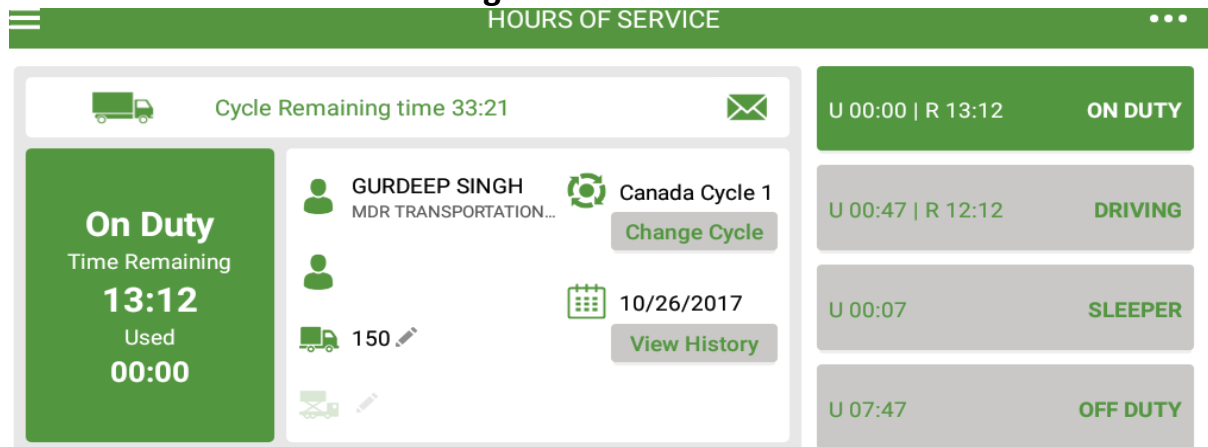 HOURS OF SERVICE
Cycle Remaining time 33:21
On Duty
Time Remaining
13:12
Used
00:00
GURDEEP SINGH
MDR TRANSPORTATION...
150
Canada Cycle 1
Change Cycle
10/26/2017
View History
U 00:00 | R 13:12 ON DUTY
U 00:47 | R 12:12 DRIVING
U 00:07 SLEEPER
U 07:47 OFF DUTY